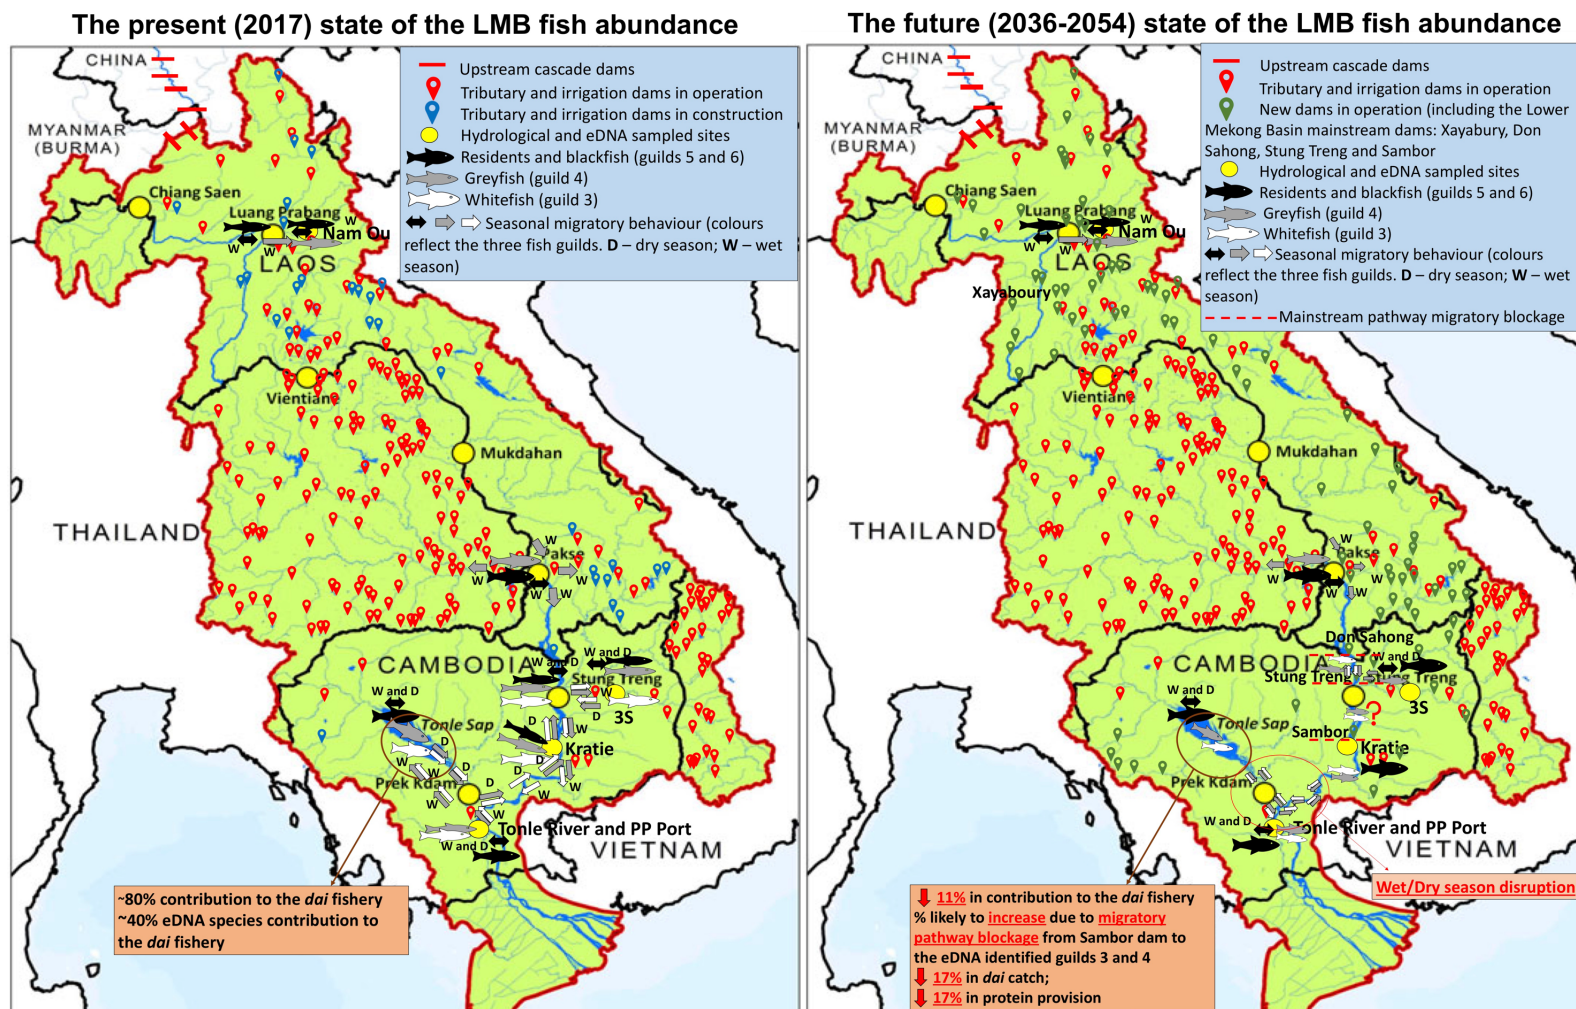 The present (2017) state of the LMB fish abundance
CHINA
MYANMAR
(BURMA)
Upstream cascade dams
Tributary and irrigation dams in operation
Tributary and irrigation dams in construction
Hydrological and eDNA sampled sites
Residents and blackfish (guilds 5 and 6)
Greyfish (guild 4)
Whitefish (guild 3)
Seasonal migratory behaviour (colours
reflect the three fish guilds. D – dry season; W – wet
season)
Chiang Saen
Luang Prabang
W
Nam Ou
W
W
LAOS
Vientiane
Mukdahan
THAILAND
W
Pakse
W
W
W
CAMBODIA
W and D
W and D
Stung Treng
W
D
3S
W and D
Tonle Sap
D
W
D
W
Kratie
D
W
D
W
D
W
W
Prek Kdam
D
W
W
Tonle River and PP Port
W and D
VIETNAM
~80% contribution to the dai fishery
~40% eDNA species contribution to
the dai fishery
The future (2036-2054) state of the LMB fish abundance
CHINA
MYANMAR
(BURMA)
Upstream cascade dams
Tributary and irrigation dams in operation
New dams in operation (including the Lower
Mekong Basin mainstream dams: Xayabury, Don
Sahong, Stung Treng and Sambor
Hydrological and eDNA sampled sites
Residents and blackfish (guilds 5 and 6)
Greyfish (guild 4)
Whitefish (guild 3)
Seasonal migratory behaviour (colours
reflect the three fish guilds. D – dry season; W – wet
season)
Mainstream pathway migratory blockage
Chiang Saen
Luang Prabang
W
Nam Ou
W
W
LAOS
Xayaboury
Vientiane
Mukdahan
THAILAND
W
Pakse
W
W
W
Don Sahong
CAMBODIA
W and D
Stung Treng
Stung Treng
W and D
3S
?
Tonle Sap
Sambor
Kratie
Prek Kdam
W and D
Tonle River and PP Port
VIETNAM
Wet/Dry season disruption
11% in contribution to the dai fishery
% likely to increase due to migratory
pathway blockage from Sambor dam to
the eDNA identified guilds 3 and 4
17% in dai catch;
17% in protein provision